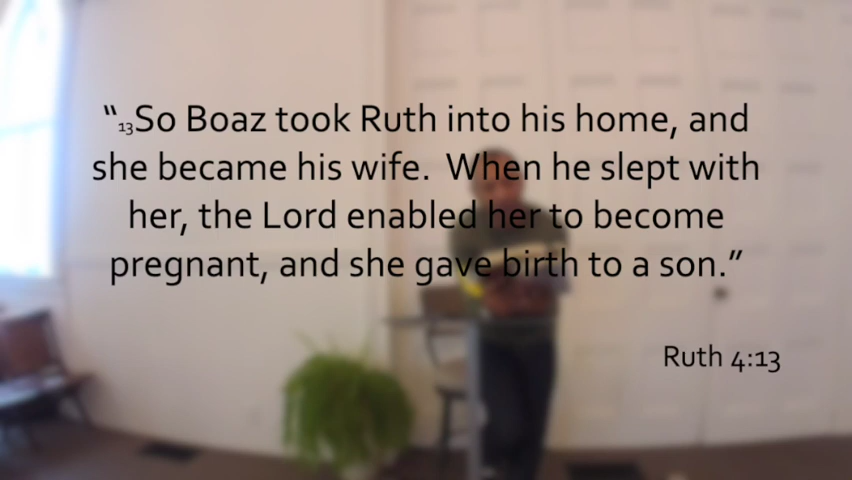 “13So Boaz took Ruth into his home, and
she became his wife.  When he slept with
her, the Lord enabled her to become
pregnant, and she gave birth to a son.”
Ruth 4:13